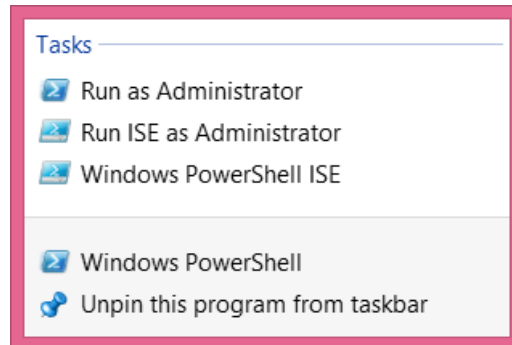 Tasks
Run as Administrator
Run ISE as Administrator
Windows PowerShell ISE
Windows PowerShell
Unpin this program from taskbar